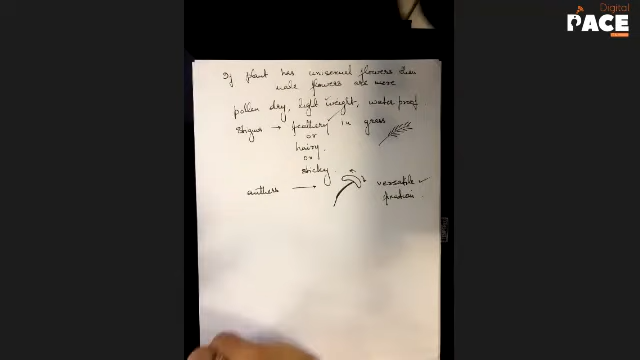 Digital
PACE
If plant has unisexual flowers then
male flowers are more
pollen dry, light weight, water proof
stigma → feathery in grass
or
hairy
or
sticky
anthers → versatile ✓
fixation